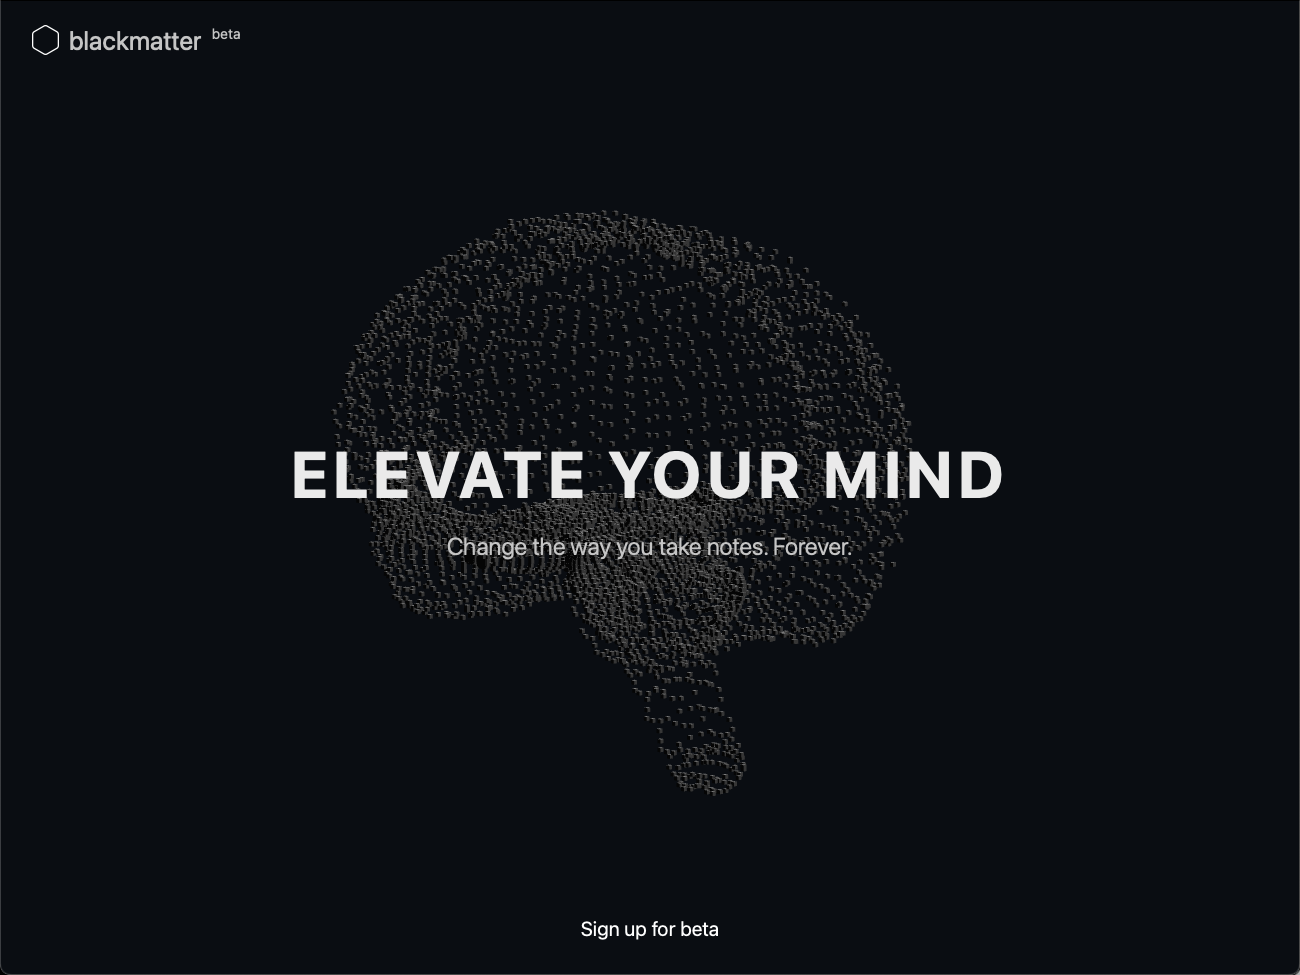 blackmatter beta
ELEVATE YOUR MIND
Change the way you take notes. Forever.
Sign up for beta